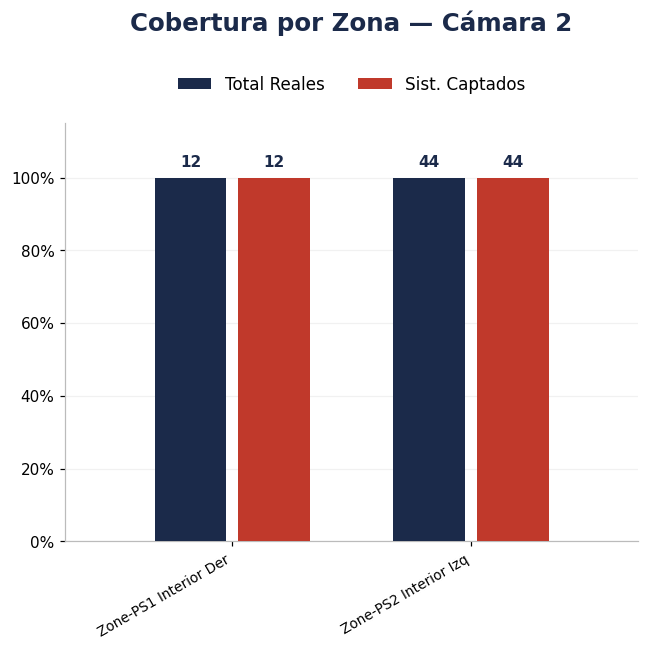 Cobertura por Zona — Cámara 2
Total Reales Sist. Captados
12 12 44 44
100%
80%
60%
40%
20%
0%
Zone-PS1 Interior Der
Zone-PS2 Interior Izq